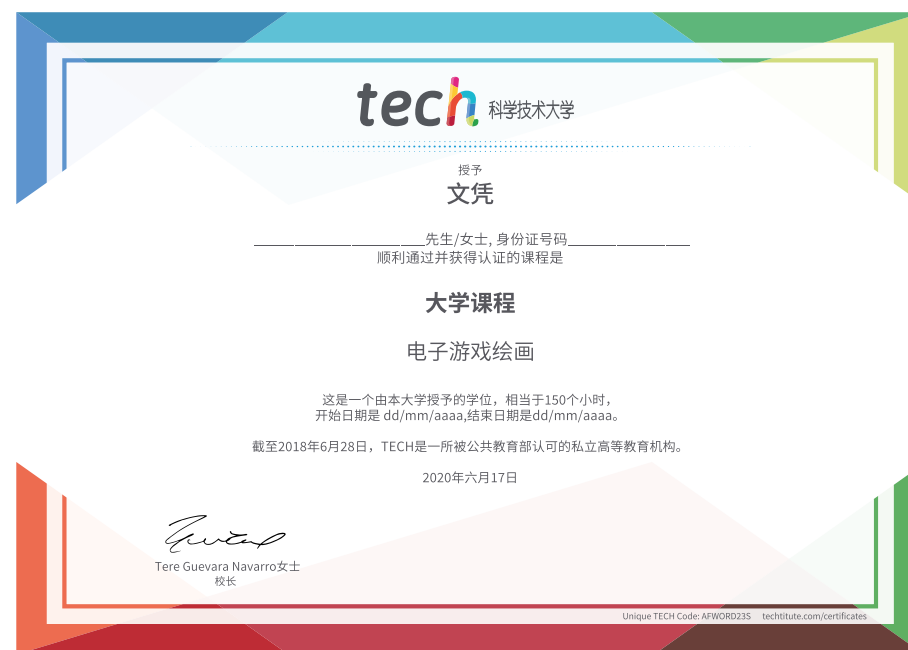 tech 科学技术大学
授予
文凭
____________________先生/女士, 身份证号码______________
顺利通过并获得认证的课程是
大学课程
电子游戏绘画
这是一个由本大学授予的学位，相当于150个小时，
开始日期是 dd/mm/aaaa,结束日期是dd/mm/aaaa。
截至2018年6月28日，TECH是一所被公共教育部认可的私立高等教育机构。
2020年六月17日
Tere Guevara Navarro女士
校长
Unique TECH Code: AFWORD23S techtitute.com/certificates